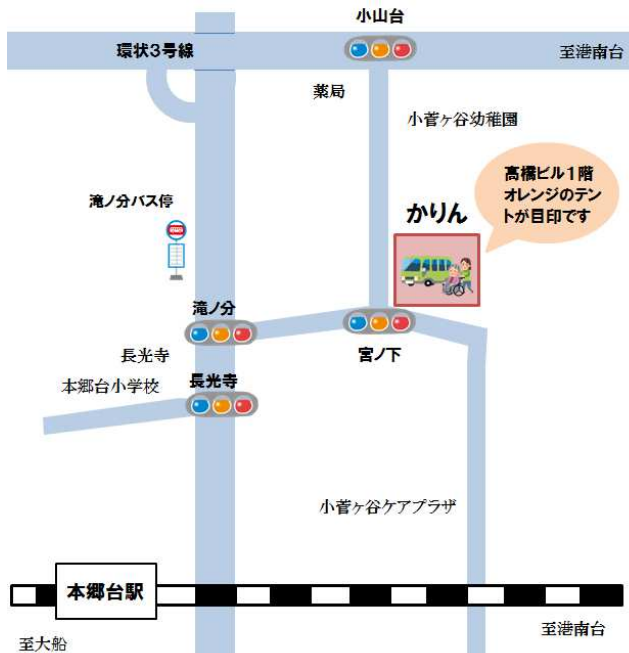 小山台
環状3号線
至港南台
薬局
小菅ヶ谷幼稚園
高橋ビル1階
オレンジのテン
トが目印です
かりん
滝ノ分バス停
滝ノ分
宮ノ下
長光寺
長光寺
本郷台小学校
小菅ヶ谷ケアプラザ
本郷台駅
至港南台
至大船